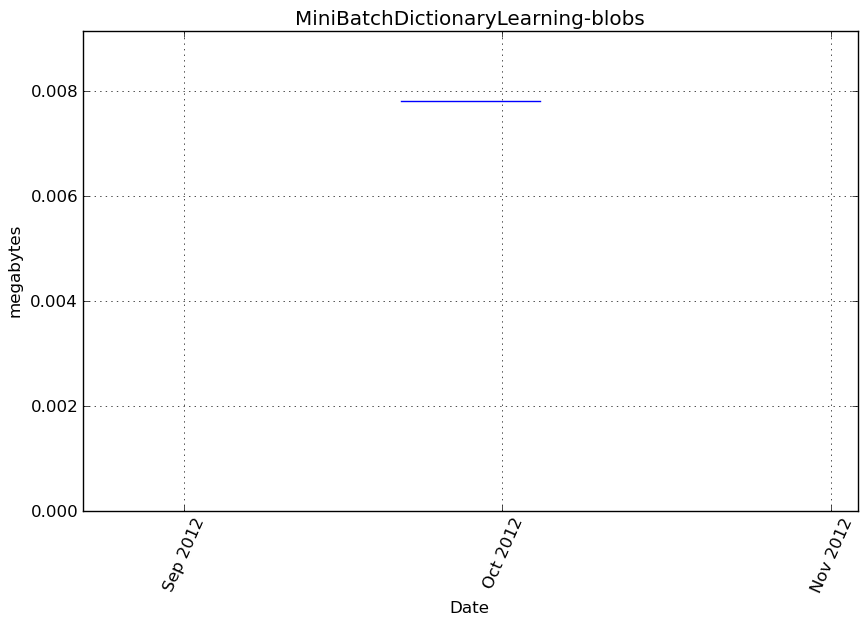 MiniBatchDictionaryLearning-blobs
0.008
0.006
megabytes
0.004
0.002
0.000
Sep 2012
Oct 2012
Nov 2012
Date